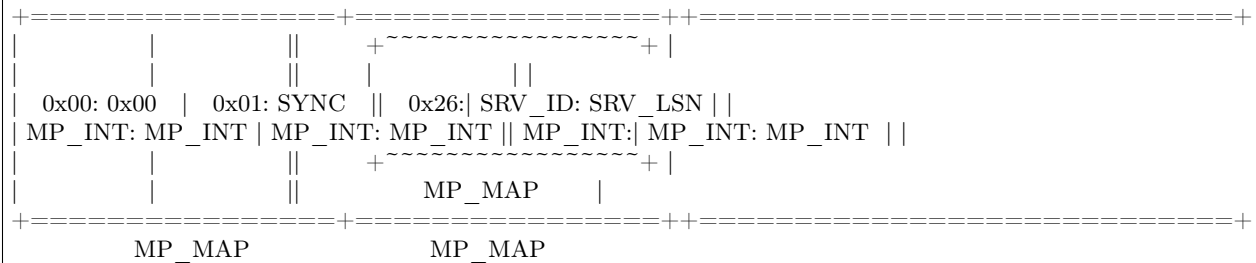 +================+================++============================+
| | || +~~~~~~~~~~~~~~~~~+ |
| | || | | |
| 0x00: 0x00 | 0x01: SYNC || 0x26:| SRV_ID: SRV_LSN | |
| MP_INT: MP_INT | MP_INT: MP_INT || MP_INT:| MP_INT: MP_INT | |
| | || +~~~~~~~~~~~~~~~~~+ |
| | || MP_MAP |
+================+================++============================+
MP_MAP MP_MAP